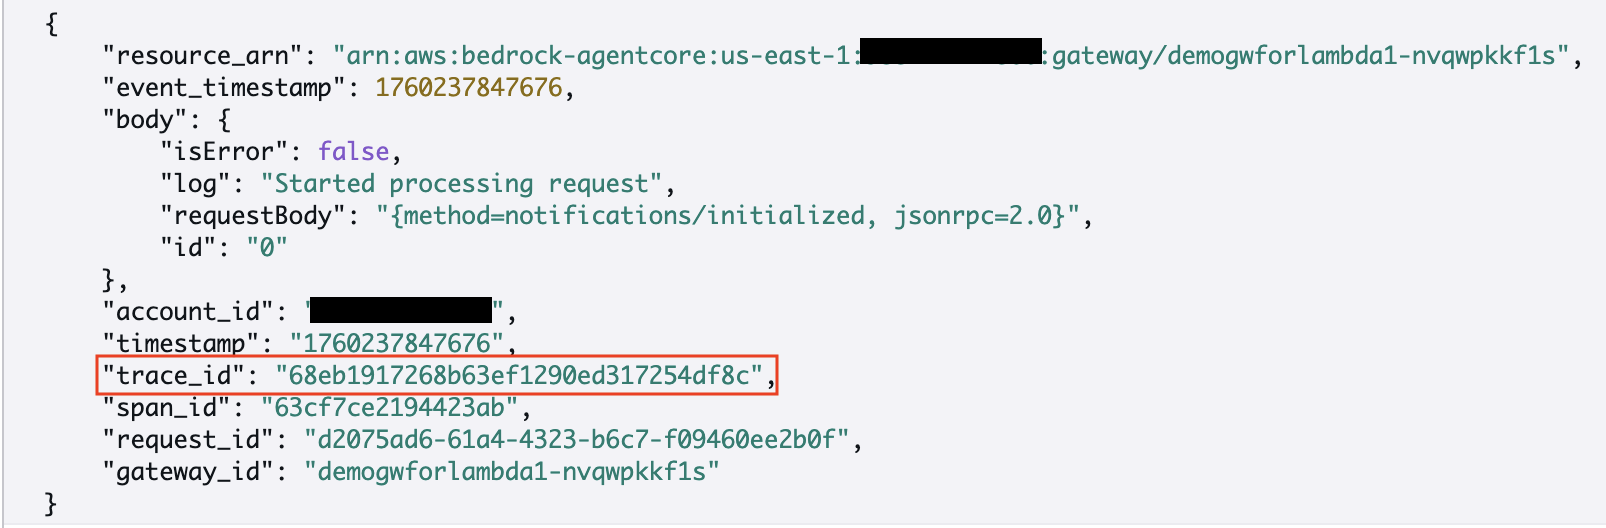 {
"resource_arn": "arn:aws:bedrock-agentcore:us-east-1::gateway/demogwforlambda1-nvqwpkkf1s",
"event_timestamp": 1760237847676,
"body": {
"isError": false,
"log": "Started processing request",
"requestBody": "{method=notifications/initialized, jsonrpc=2.0}",
"id": "0"
},
"account_id": "",
"timestamp": "1760237847676",
"trace_id": "68eb1917268b63ef1290ed317254df8c",
"span_id": "63cf7ce2194423ab",
"request_id": "d2075ad6-61a4-4323-b6c7-f09460ee2b0f",
"gateway_id": "demogwforlambda1-nvqwpkkf1s"
}